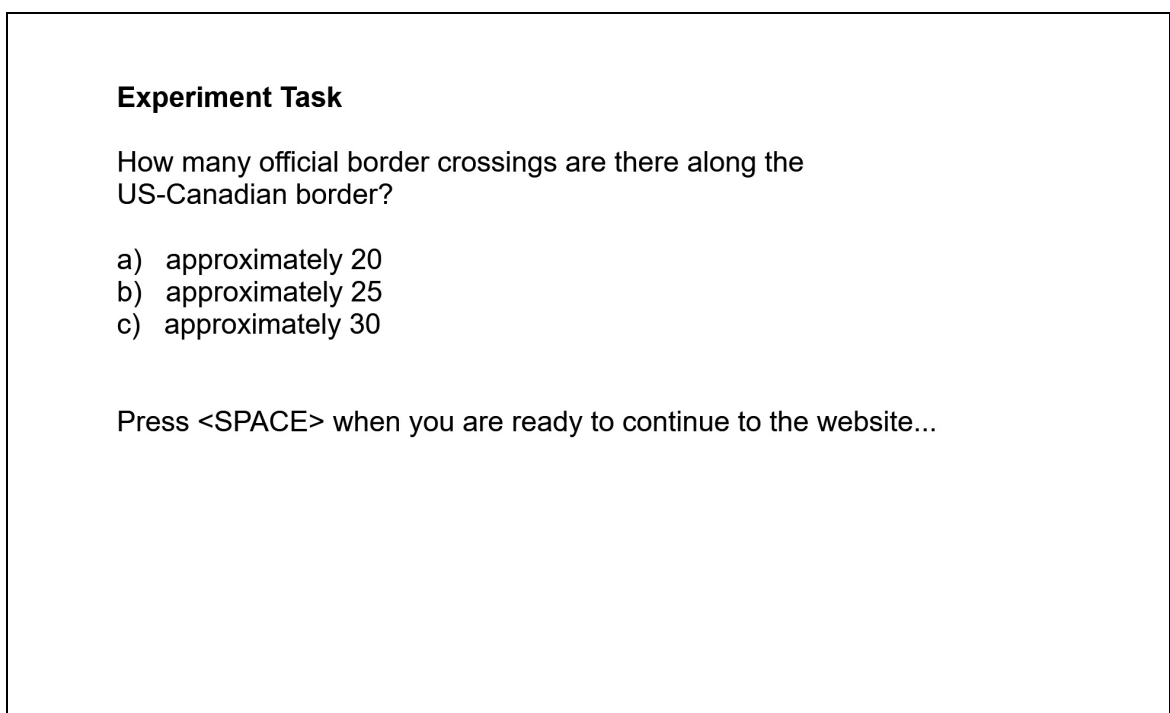 Experiment Task
How many official border crossings are there along the
US-Canadian border?
a) approximately 20
b) approximately 25
c) approximately 30
Press <SPACE> when you are ready to continue to the website...